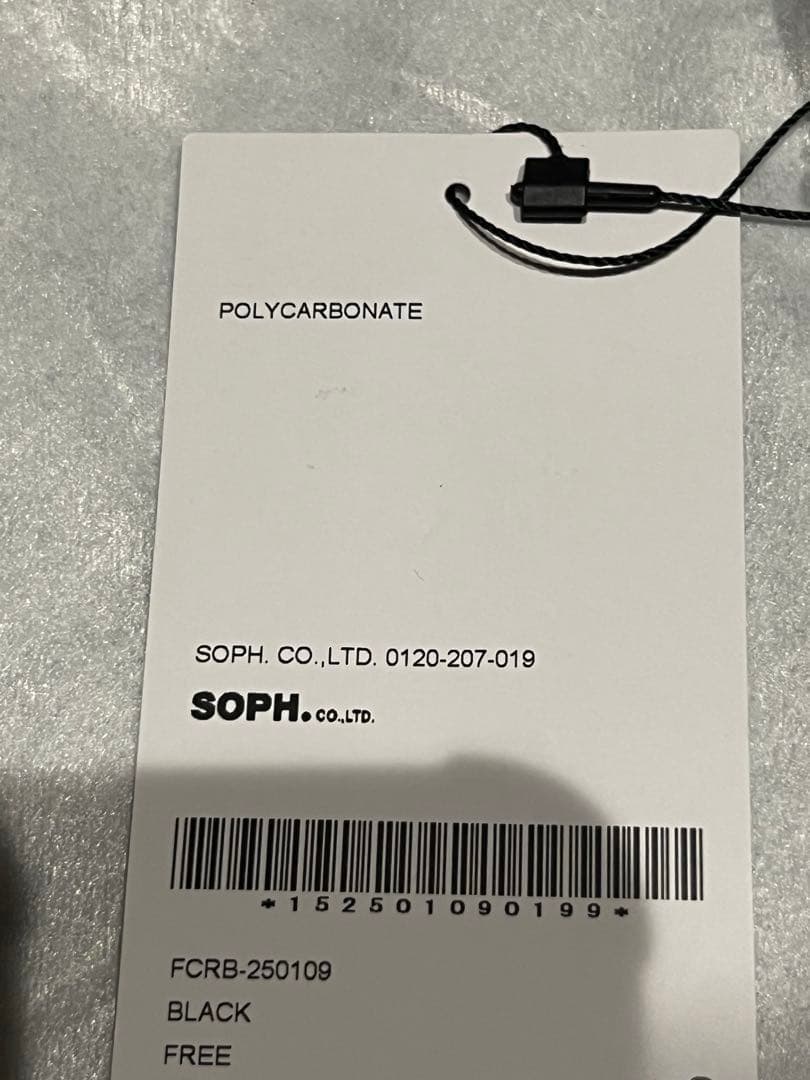 POLYCARBONATE
SOPH. CO.,LTD. 0120-207-019
SOPH. CO.,LTD.
*152501090199*
FCRB-250109
BLACK
FREE